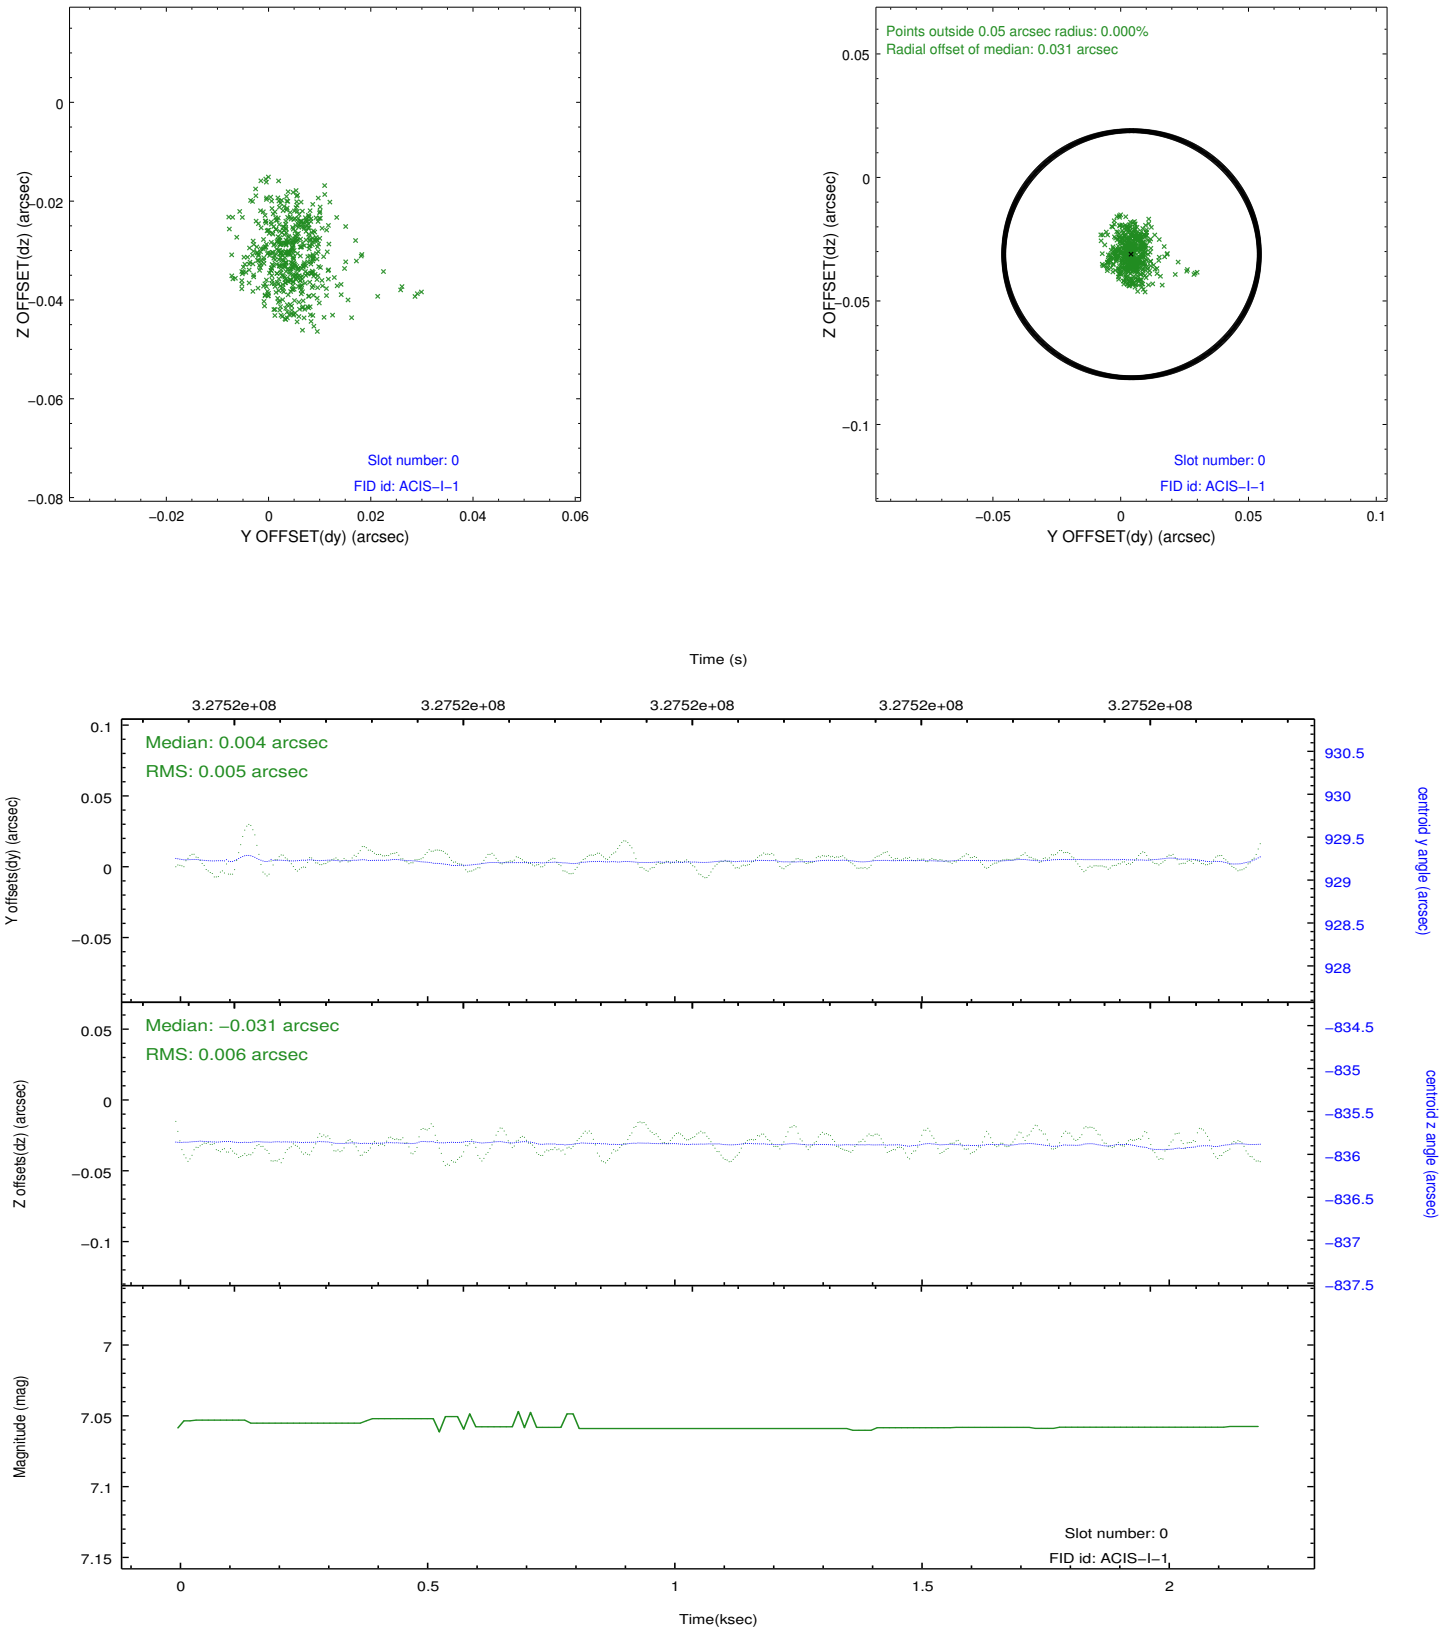 0
−0.02
−0.04
−0.06
−0.08
Z OFFSET(dz) (arcsec)
Slot number: 0
FID id: ACIS−I−1
−0.02 0 0.02 0.04 0.06
Y OFFSET(dy) (arcsec)
Points outside 0.05 arcsec radius: 0.000%
Radial offset of median: 0.031 arcsec
0.05
0
−0.05
−0.1
Z OFFSET(dz) (arcsec)
Slot number: 0
FID id: ACIS−I−1
−0.05 0 0.05 0.1
Y OFFSET(dy) (arcsec)
Time (s)
3.2752e+08 3.2752e+08 3.2752e+08 3.2752e+08 3.2752e+08
Median: 0.004 arcsec
RMS: 0.005 arcsec
0.1
0.05
0
−0.05
Y offsets(dy) (arcsec)
930.5
930
929.5
929
928.5
928
centroid y angle (arcsec)
Median: −0.031 arcsec
RMS: 0.006 arcsec
0.05
0
−0.05
−0.1
Z offsets(dz) (arcsec)
−834.5
−835
−835.5
−836
−836.5
−837
−837.5
centroid z angle (arcsec)
7
7.05
7.1
7.15
Magnitude (mag)
Slot number: 0
FID id: ACIS−I−1
0 0.5 1 1.5 2
Time(ksec)